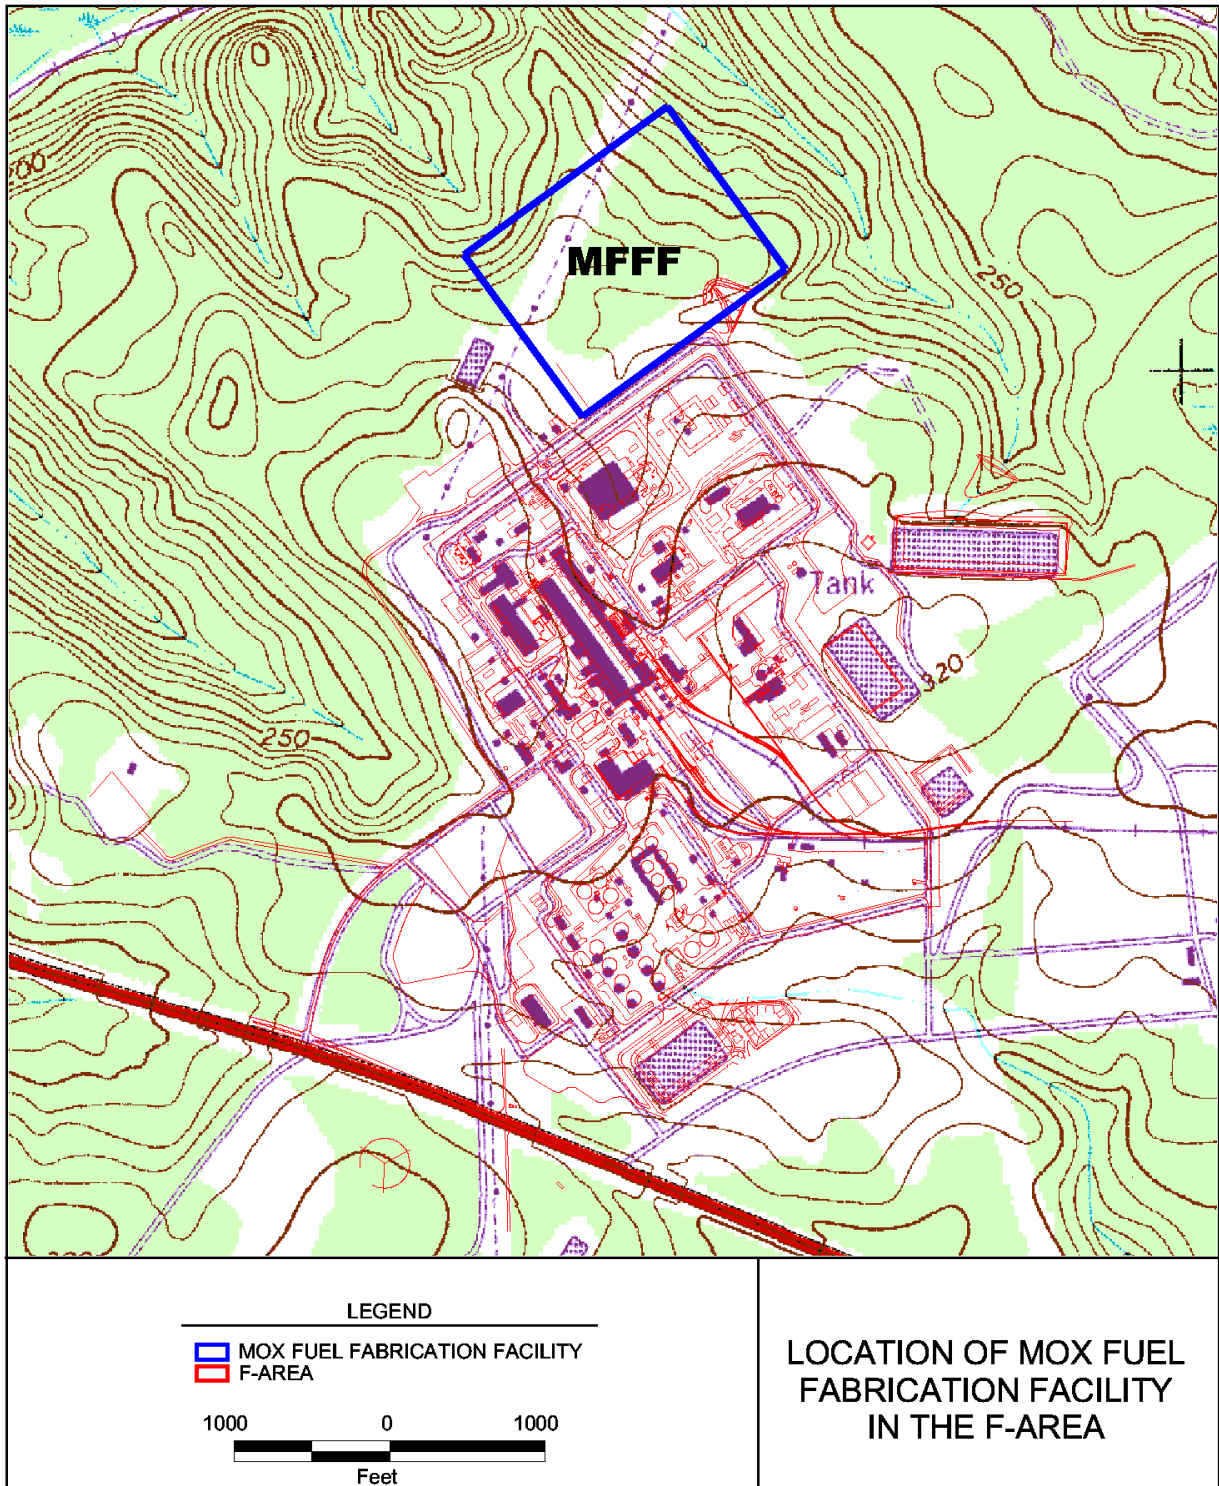 MFFF
250
Tank
320
250
LEGEND
MOX FUEL FABRICATION FACILITY
F-AREA
1000 0 1000
Feet
LOCATION OF MOX FUEL
FABRICATION FACILITY
IN THE F-AREA